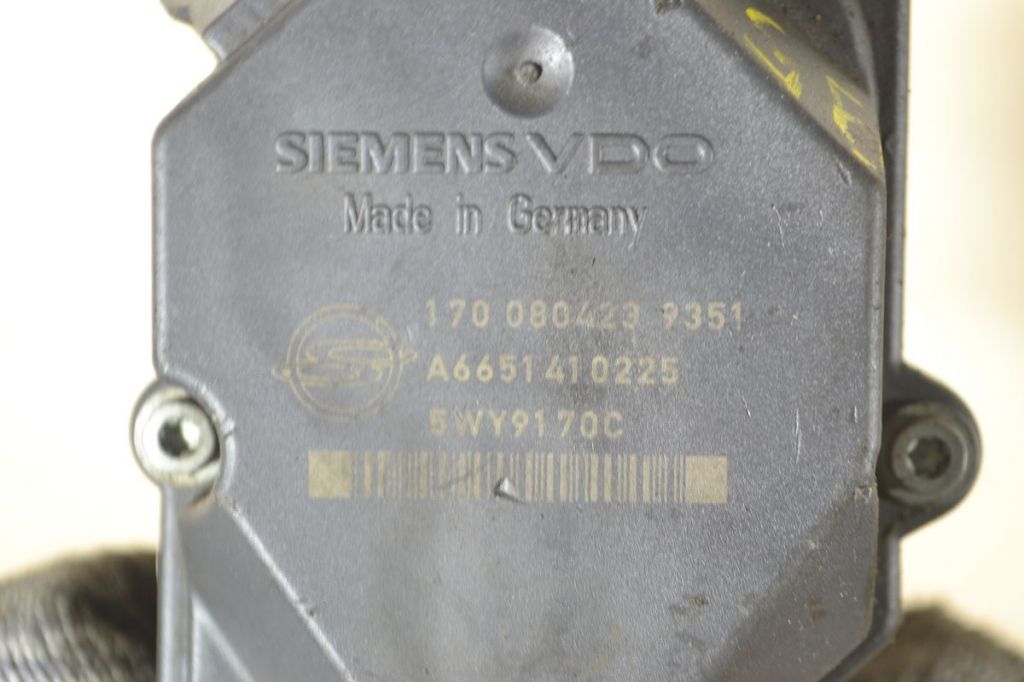 SIEMENS VDO
Made in Germany
170 080423 9351
A6651410225
5WY9170C